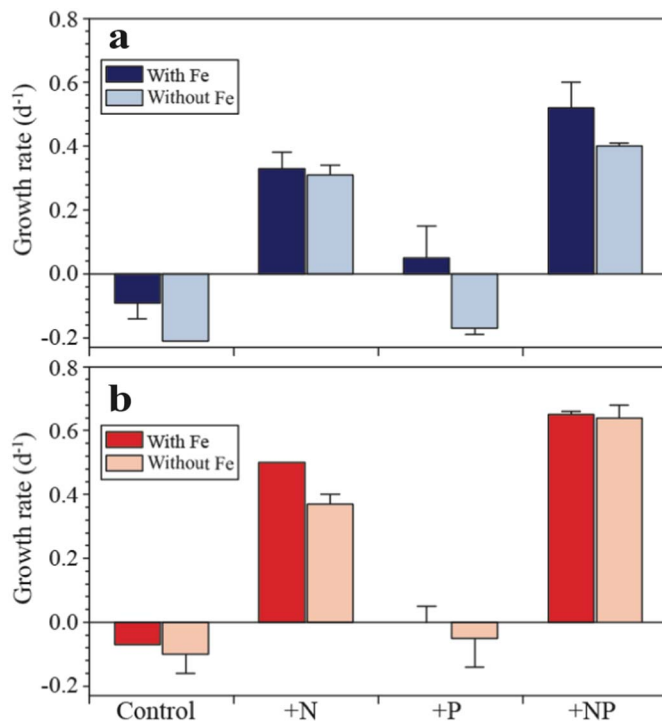 a
With Fe
Without Fe
Growth rate (d⁻¹)
0.8
0.6
0.4
0.2
0.0
-0.2
b
With Fe
Without Fe
Growth rate (d⁻¹)
0.8
0.6
0.4
0.2
0.0
-0.2
Control +N +P +NP